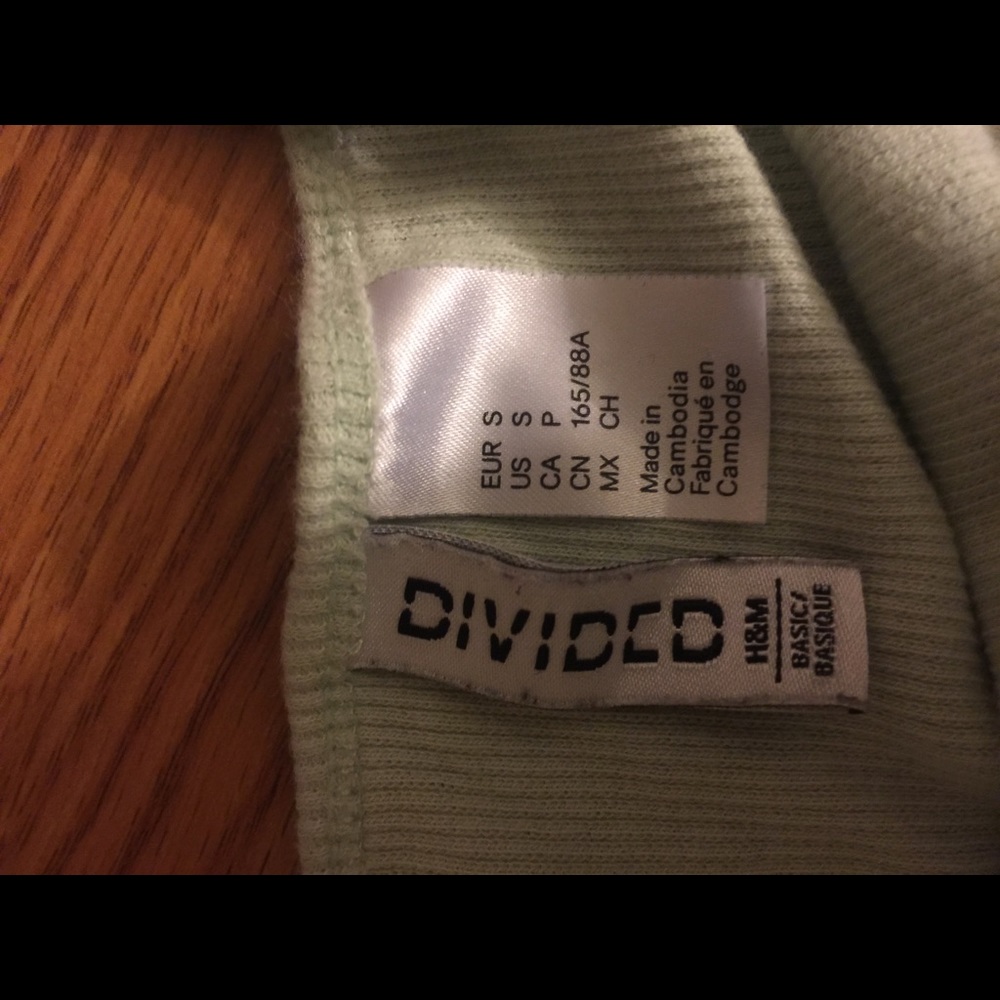 EUR S
US S
CA P
CN 165/88A
MX CH
Made in
Cambodia
Fabriqué en
Cambodge
DIVIDED
H&M
BASIC/
BASIQUE